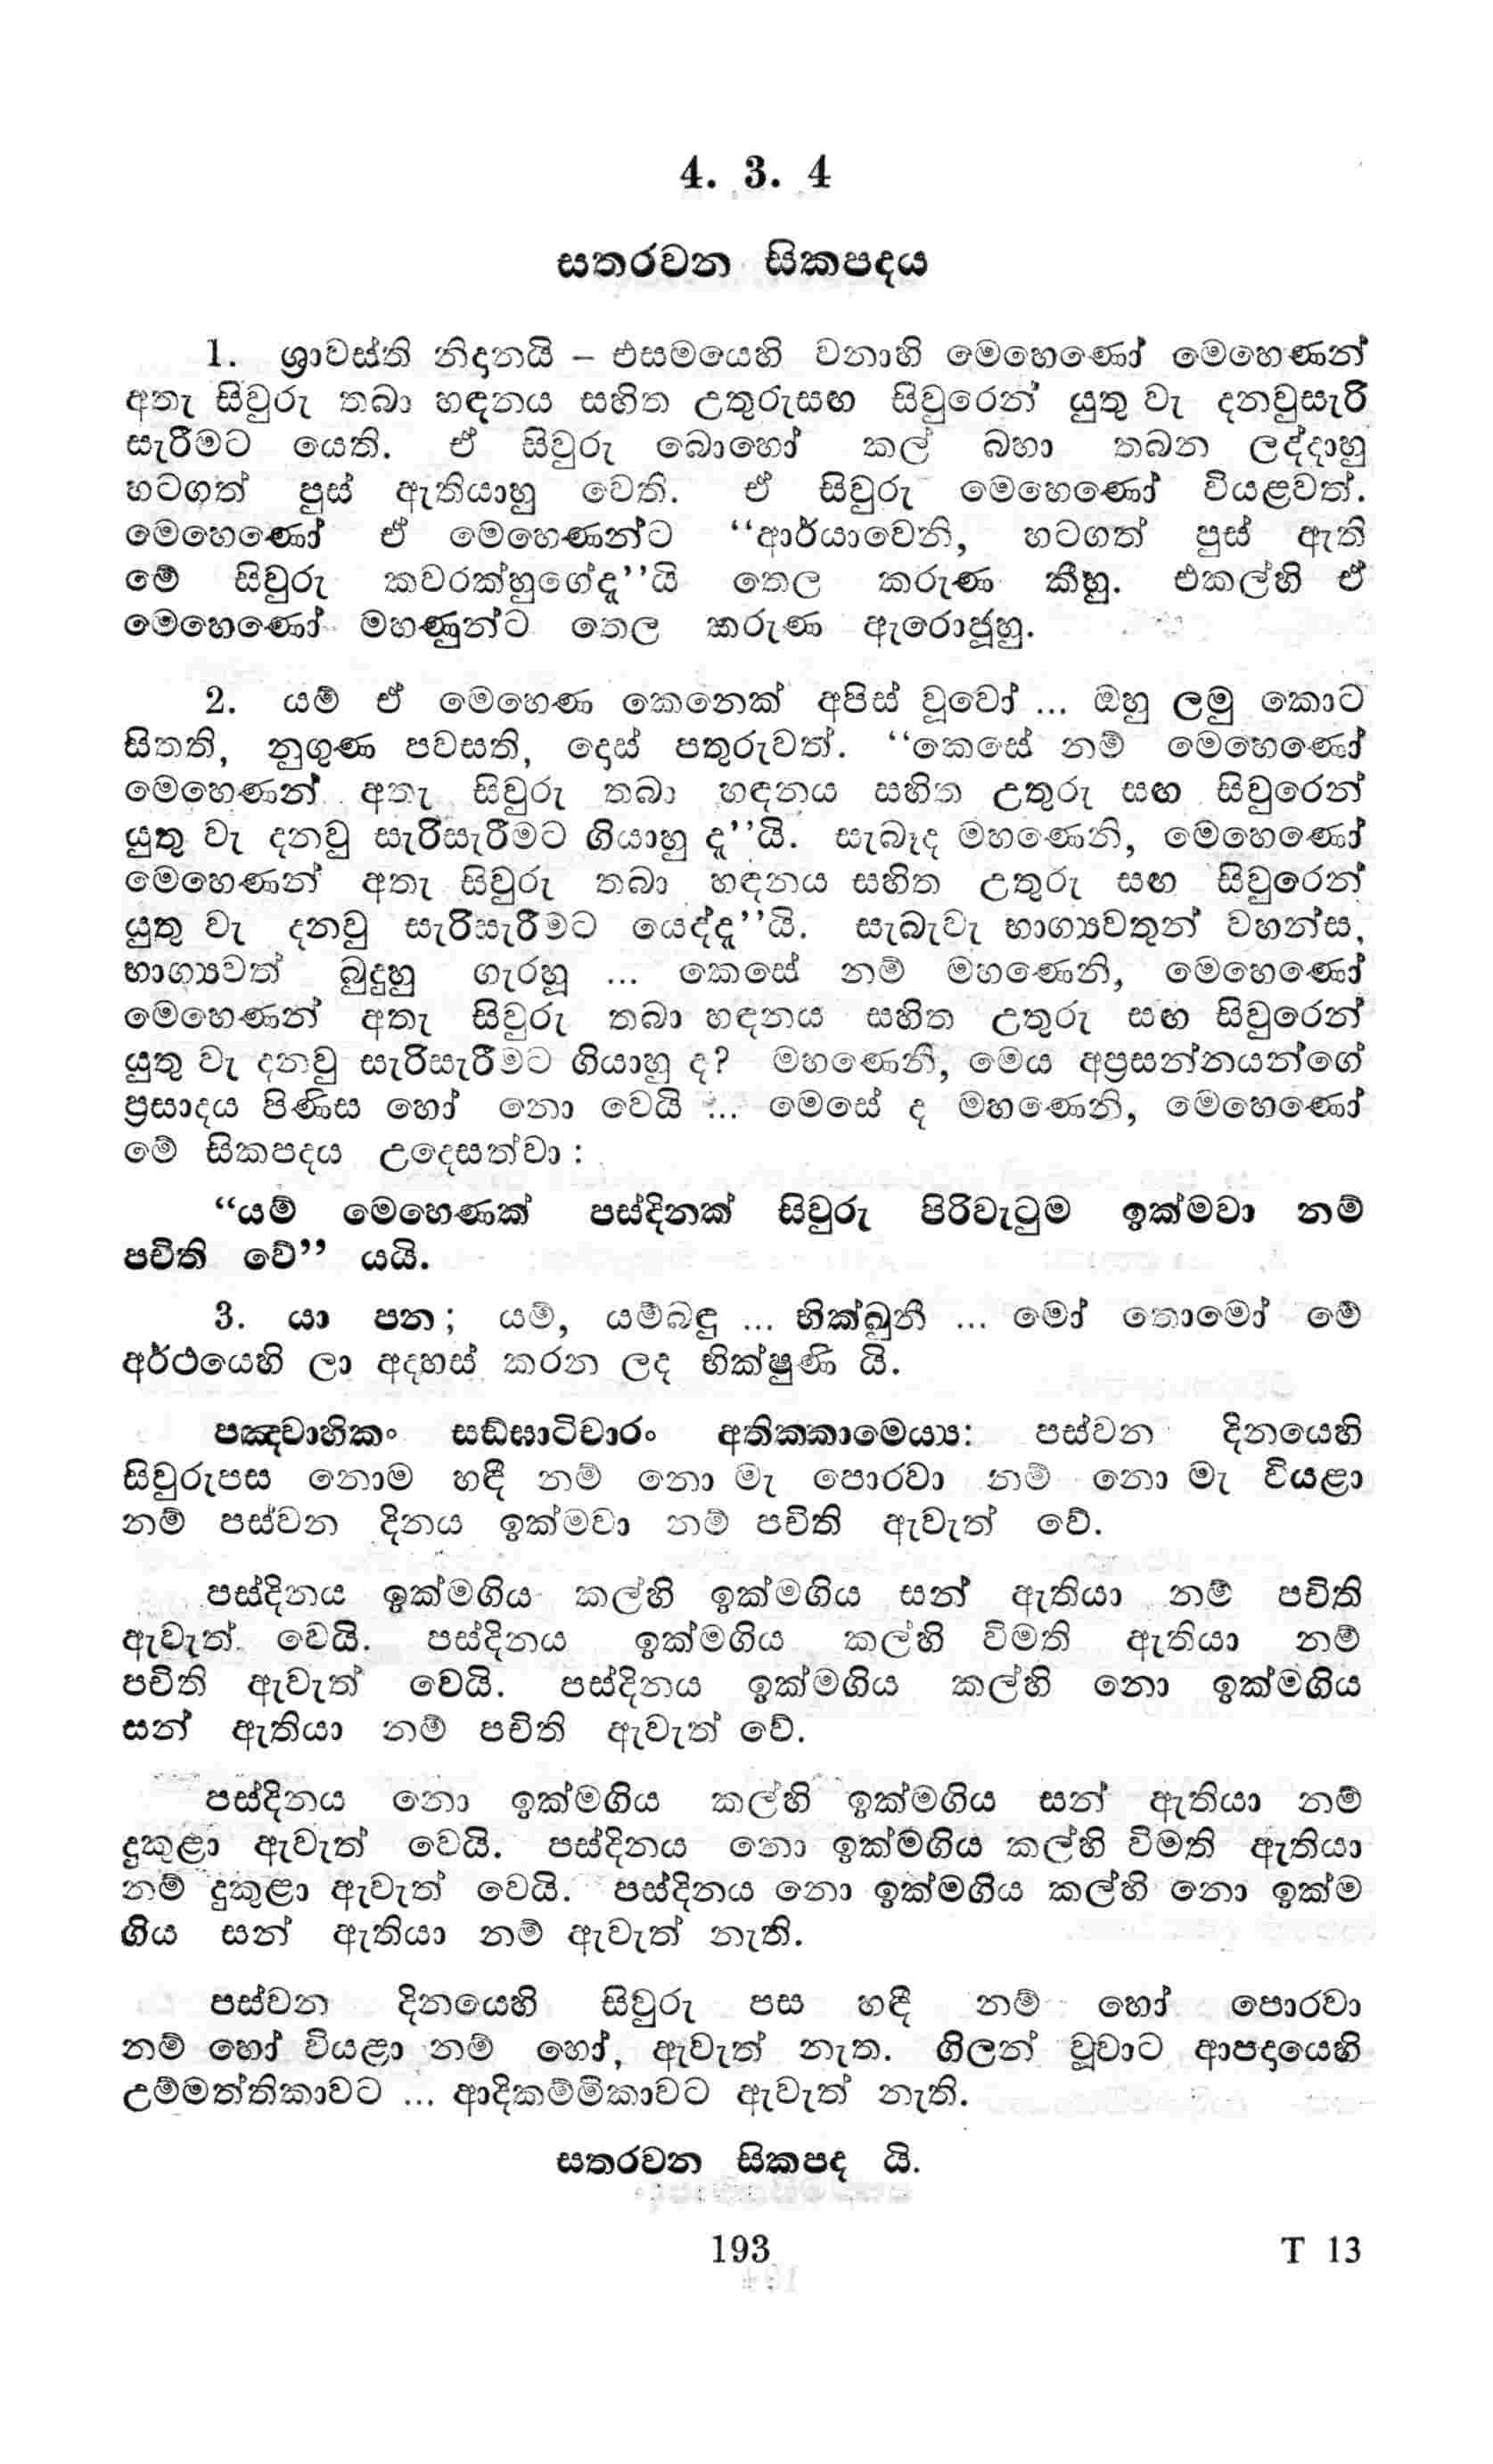 4. 3. 4
සතරවන සිකපදය
1. ශ්‍රාවස්ති නිදානයි – එසමයෙහි වනාහි මෙහෙණෝ මෙහෙණන්
අතැ සිවුරු තබා හඳනය සහිත උතුරුසඟ සිවුරෙන් යුතු වැ දනවුසැරි
සැරීමට යෙති. ඒ සිවුරු බොහෝ කල් බහා තබන ලද්දාහු
හටගත් පුස් ඇතියාහු වෙති. ඒ සිවුරු මෙහෙණෝ වියළවත්.
මෙහෙණෝ ඒ මෙහෙණන්ට “ආර්යාවෙනි, හටගත් පුස් ඇති
මේ සිවුරු කවරක්හුගේදැ”යි තෙල කරුණ කීහු. එකල්හි ඒ
මෙහෙණෝ මහණුන්ට තෙල කරුණ ඇරොජූහු.
2. යම් ඒ මෙහෙණ කෙනෙක් අපිස් වූවෝ ... ඔහු ලමු කොට
සිතති, නුගුණ පවසති, දොස් පතුරුවත්. “කෙසේ නම් මෙහෙණෝ
මෙහෙණන් අතැ සිවුරු තබා හඳනය සහිත උතුරු සඟ සිවුරෙන්
යුතු වැ දනවු සැරිසැරීමට ගියාහු දැ”යි. සැබෑද මහණෙනි, මෙහෙණෝ
මෙහෙණන් අතැ සිවුරු තබා හඳනය සහිත උතුරු සඟ සිවුරෙන්
යුතු වැ දනවු සැරිසැරීමට යෙද්දැ”යි. සැබැවැ භාග්‍යවතුන් වහන්ස,
භාග්‍යවත් බුදුහු ගැරහූ ... කෙසේ නම් මහණෙනි, මෙහෙණෝ
මෙහෙණන් අතැ සිවුරු තබා හඳනය සහිත උතුරු සඟ සිවුරෙන්
යුතු වැ දනවු සැරිසැරීමට ගියාහු ද? මහණෙනි, මෙය අප්‍රසන්නයන්ගේ
ප්‍රසාදය පිණිස හෝ නො වෙයි ... මෙසේ ද මහණෙනි, මෙහෙණෝ
මේ සිකපදය උදෙසත්වා :
“යම් මෙහෙණක් පස්දිනක් සිවුරු පිරිවැටුම ඉක්මවා නම්
පචිති වේ” යයි.
3. යා පන; යම්, යම්බඳු ... භික්ඛුනී ... මෝ තොමෝ මේ
අර්ථයෙහි ලා අදහස් කරන ලද භික්ෂුණි යි.
පඤ්චාහිකං සඞ්ඝාටිචාරං අතික්කාමෙය්‍ය: පස්වන දිනයෙහි
සිවුරුපස නොම හඳී නම් නො මැ පොරවා නම් නො මැ වියළා
නම් පස්වන දිනය ඉක්මවා නම් පචිති ඇවැත් වේ.
පස්දිනය ඉක්මගිය කල්හි ඉක්මගිය සන් ඇතියා නම් පචිති
ඇවැත් වෙයි. පස්දිනය ඉක්මගිය කල්හි විමති ඇතියා නම්
පචිති ඇවැත් වෙයි. පස්දිනය ඉක්මගිය කල්හි නො ඉක්මගිය
සන් ඇතියා නම් පචිති ඇවැත් වේ.
පස්දිනය නො ඉක්මගිය කල්හි ඉක්මගිය සන් ඇතියා නම්
දුකුළා ඇවැත් වෙයි. පස්දිනය නො ඉක්මගිය කල්හි විමති ඇතියා
නම් දුකුළා ඇවැත් වෙයි. පස්දිනය නො ඉක්මගිය කල්හි නො ඉක්ම
ගිය සන් ඇතියා නම් ඇවැත් නැති.
පස්වන දිනයෙහි සිවුරු පස හඳී නම් හෝ පොරවා
නම් හෝ වියළා නම් හෝ, ඇවැත් නැත. ගිලන් වූවාට ආපදායෙහි
උම්මත්තිකාවට ... ආදිකම්මිකාවට ඇවැත් නැති.
සතරවන සිකපද යි.
193
T 13